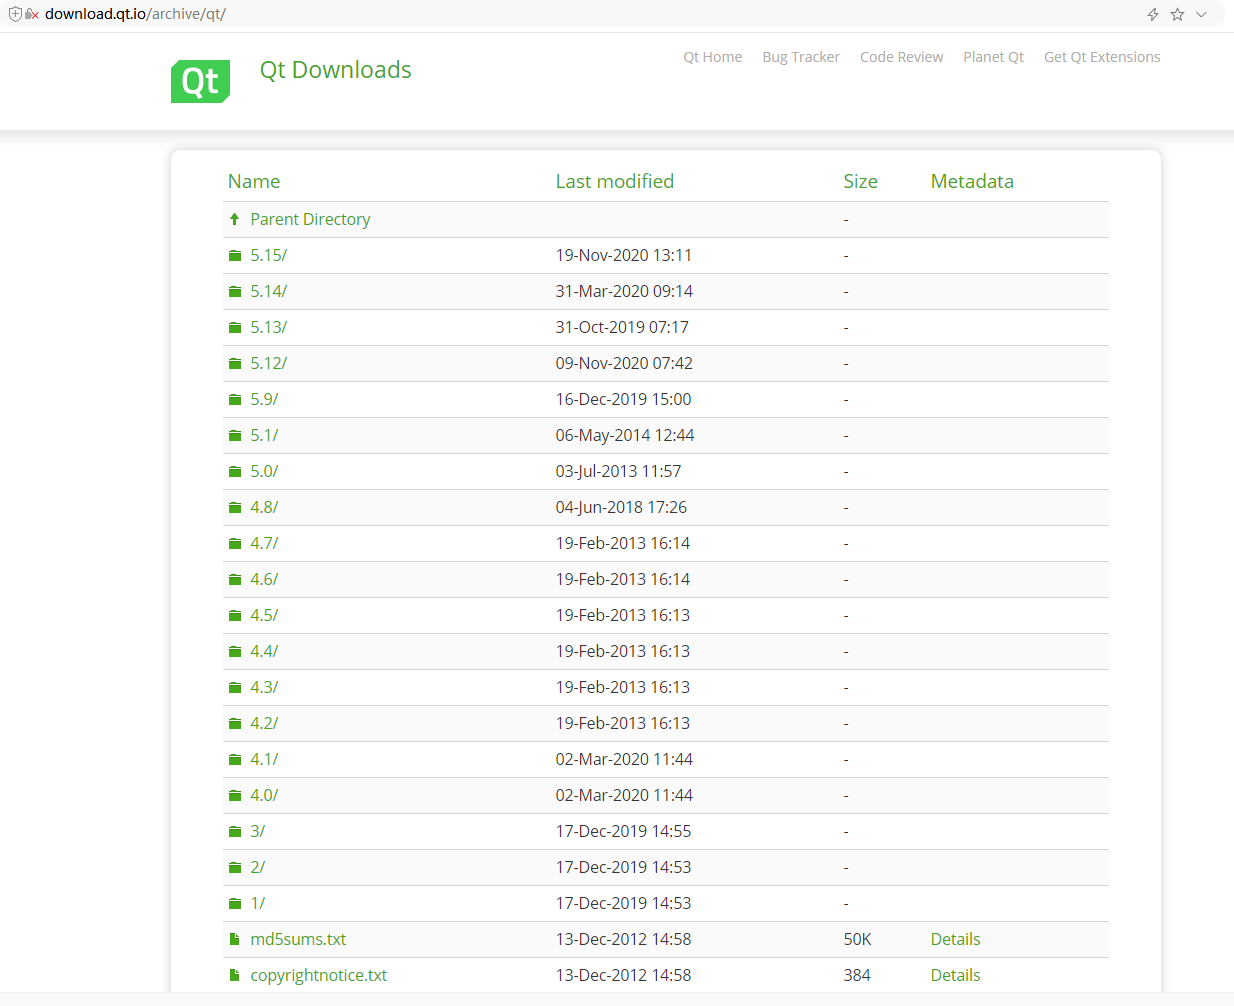 download.qt.io/archive/qt/
Qt
Qt Downloads
Qt Home Bug Tracker Code Review Planet Qt Get Qt Extensions
Name Last modified Size Metadata
Parent Directory -
5.15/ 19-Nov-2020 13:11 -
5.14/ 31-Mar-2020 09:14 -
5.13/ 31-Oct-2019 07:17 -
5.12/ 09-Nov-2020 07:42 -
5.9/ 16-Dec-2019 15:00 -
5.1/ 06-May-2014 12:44 -
5.0/ 03-Jul-2013 11:57 -
4.8/ 04-Jun-2018 17:26 -
4.7/ 19-Feb-2013 16:14 -
4.6/ 19-Feb-2013 16:14 -
4.5/ 19-Feb-2013 16:13 -
4.4/ 19-Feb-2013 16:13 -
4.3/ 19-Feb-2013 16:13 -
4.2/ 19-Feb-2013 16:13 -
4.1/ 02-Mar-2020 11:44 -
4.0/ 02-Mar-2020 11:44 -
3/ 17-Dec-2019 14:55 -
2/ 17-Dec-2019 14:53 -
1/ 17-Dec-2019 14:53 -
md5sums.txt 13-Dec-2012 14:58 50K Details
copyrightnotice.txt 13-Dec-2012 14:58 384 Details